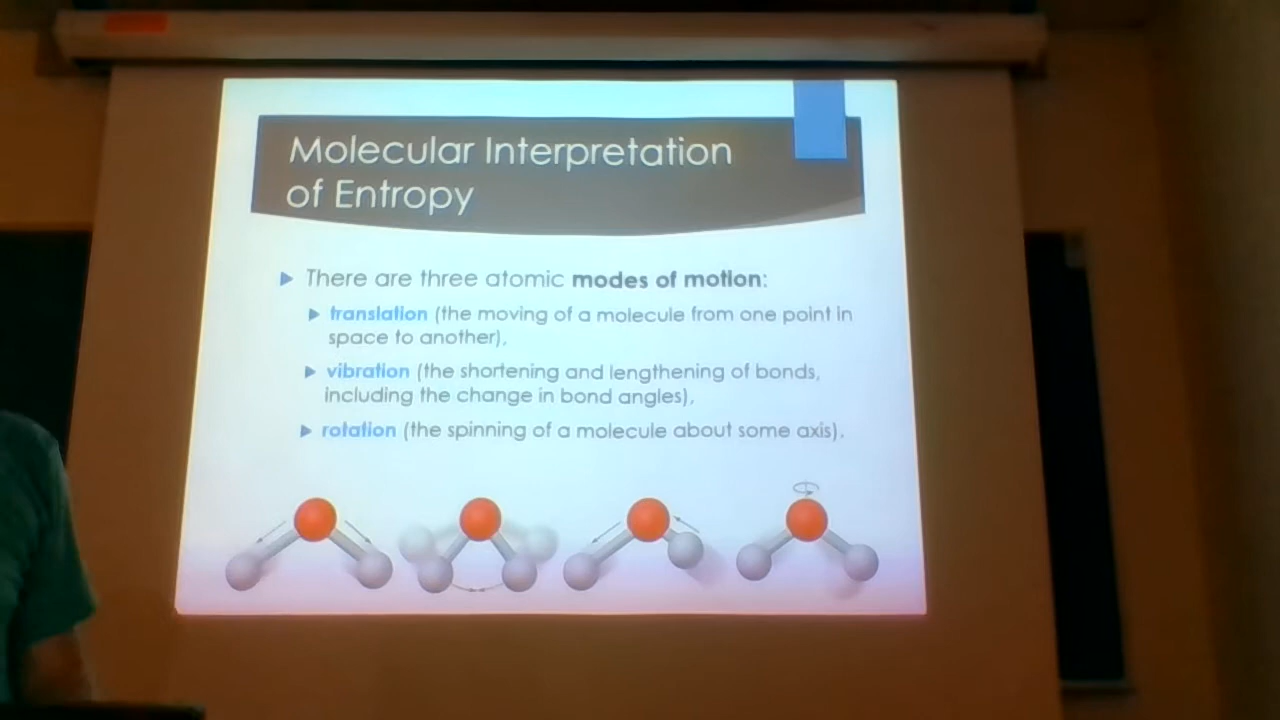 Molecular Interpretation
of Entropy
There are three atomic modes of motion:
translation (the moving of a molecule from one point in
space to another),
vibration (the shortening and lengthening of bonds,
including the change in bond angles),
rotation (the spinning of a molecule about some axis).